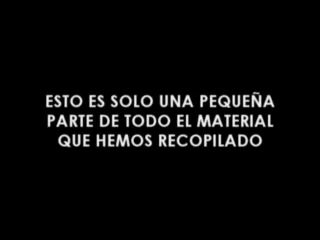 ESTO ES SOLO UNA PEQUEÑA
PARTE DE TODO EL MATERIAL
QUE HEMOS RECOPILADO